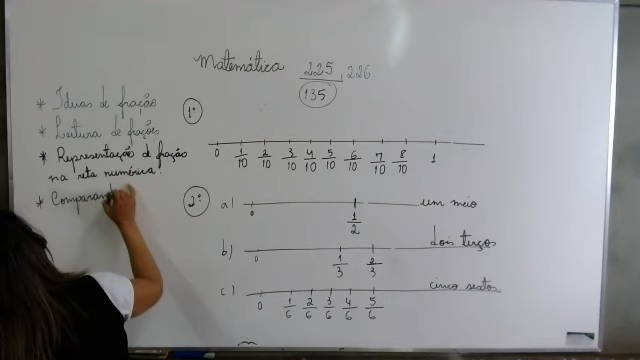 Matemática 225, 226.
135
* Ideias de fração
* Leitura de frações
* Representação de fração
na reta numérica.
* Comparan
1º
0 1/10 2/10 3/10 4/10 5/10 6/10 7/10 8/10 1
2º
a) 0 1/2 um meio
b) 0 1/3 2/3 dois terços
c) 0 1/6 2/6 3/6 4/6 5/6 cinco sextos